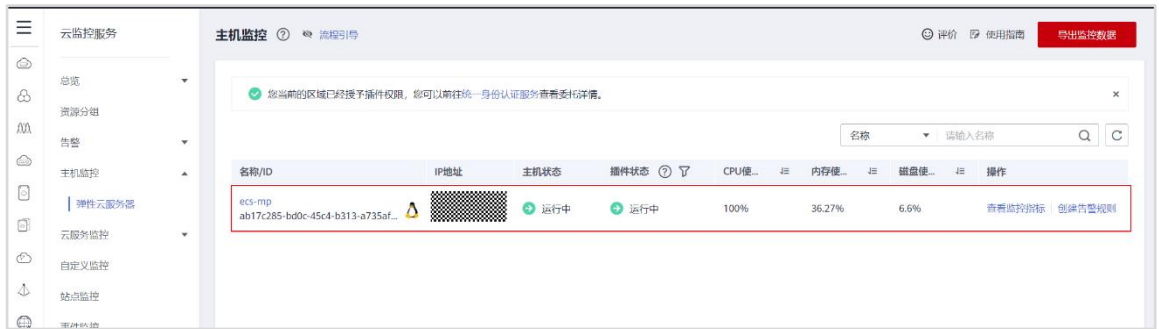 云监控服务
总览
资源分组
告警
主机监控
弹性云服务器
云服务监控
自定义监控
站点监控
事件监控
主机监控 流程引导
评价 使用指南 导出监控数据
您当前的区域已经授予插件权限，您可以前往统一身份认证服务查看委托详情。
名称 请输入名称
名称/ID IP地址 主机状态 插件状态 CPU使... 内存使... 磁盘使... 操作
ecs-mp
ab17c285-bd0c-45c4-b313-a735af... 运行中 运行中 100% 36.27% 6.6% 查看监控指标 创建告警规则